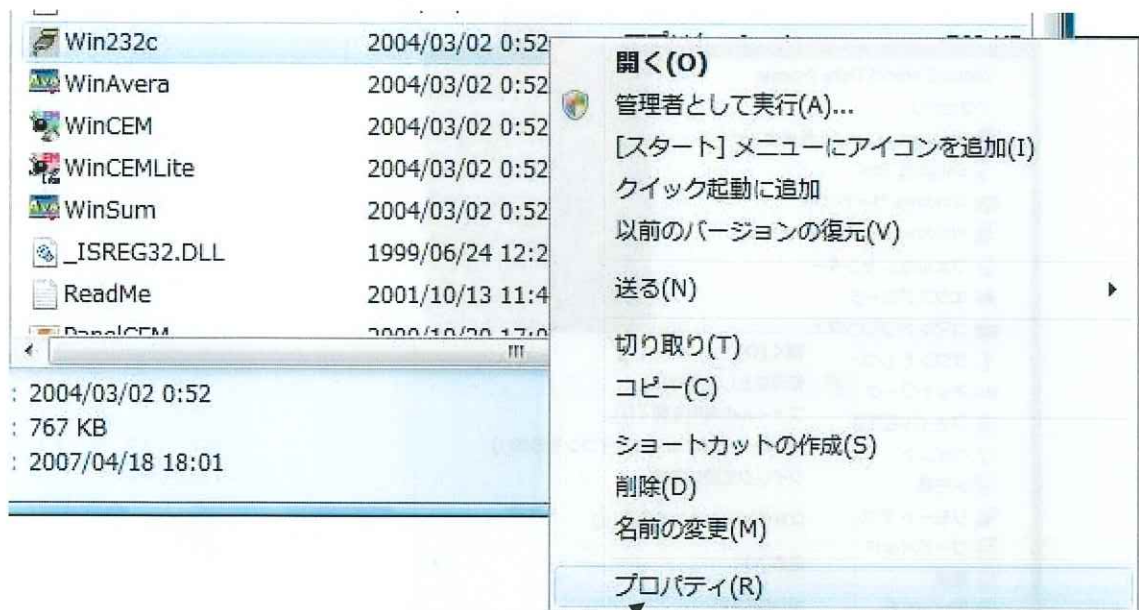 Win232c 2004/03/02 0:52
WinAvera 2004/03/02 0:52
WinCEM 2004/03/02 0:52
WinCEMLite 2004/03/02 0:52
WinSum 2004/03/02 0:52
_ISREG32.DLL 1999/06/24 12:2
ReadMe 2001/10/13 11:4
PanelCEM
: 2004/03/02 0:52
: 767 KB
: 2007/04/18 18:01
開く(O)
管理者として実行(A)...
[スタート] メニューにアイコンを追加(I)
クイック起動に追加
以前のバージョンの復元(V)
送る(N)
切り取り(T)
コピー(C)
ショートカットの作成(S)
削除(D)
名前の変更(M)
プロパティ(R)